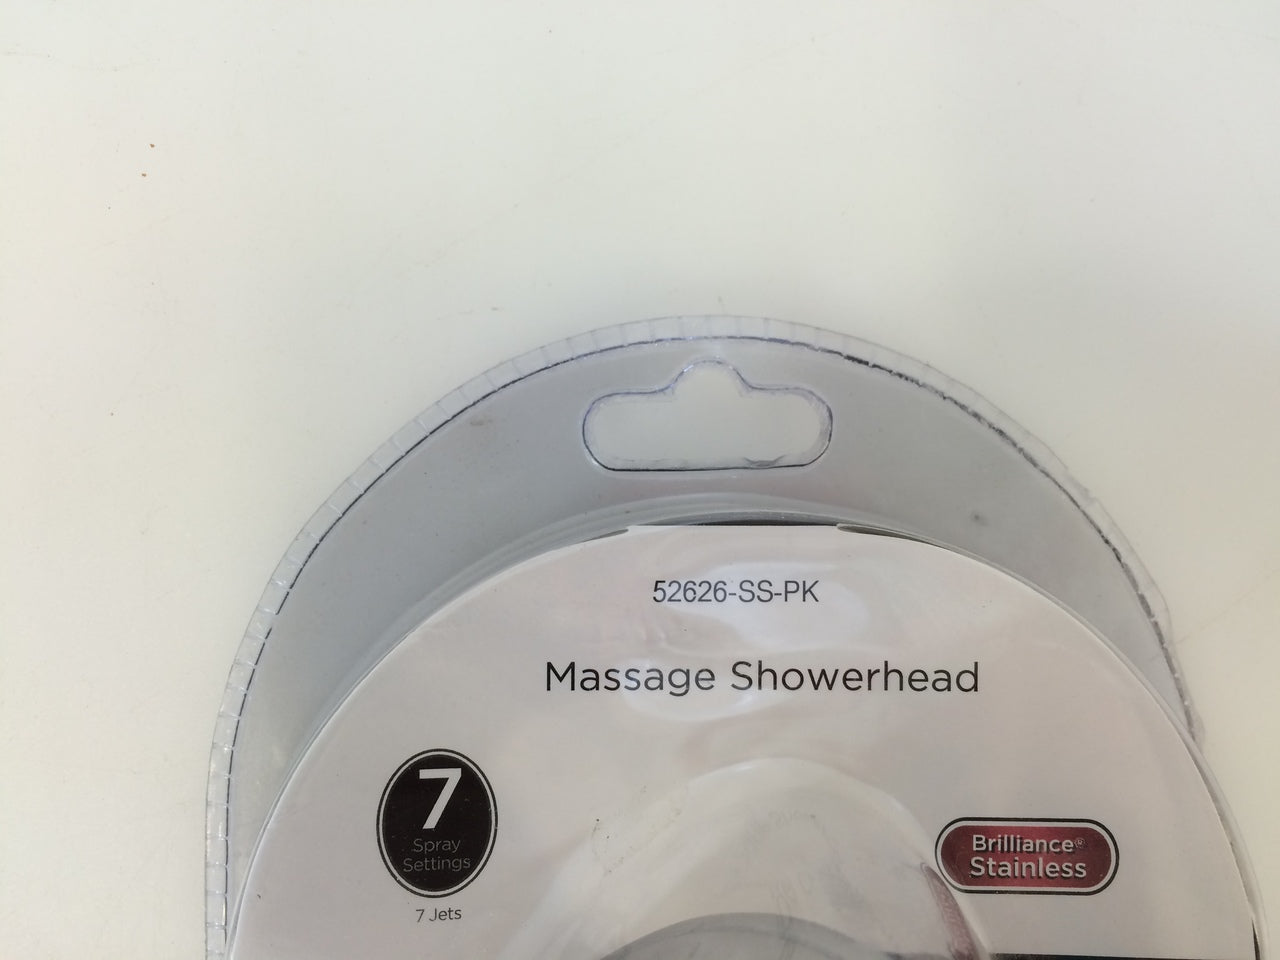 52626-SS-PK
Massage Showerhead
7
Spray
Settings
7 Jets
Brilliance®
Stainless